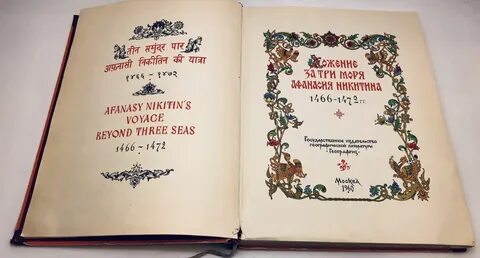 तीन समुंदर पार
अफ़नासी निकीतिन की यात्रा
१४६६ - १४७२
AFANASY NIKITIN'S
VOYAGE
BEYOND THREE SEAS
1466-1472
ХОЖЕНИЕ
ЗА ТРИ МОРЯ
АФАНАСИЯ НИКИТИНА
1466-1472 гг.
Государственное издательство
географической литературы
„Географгиз“
Москва
1960